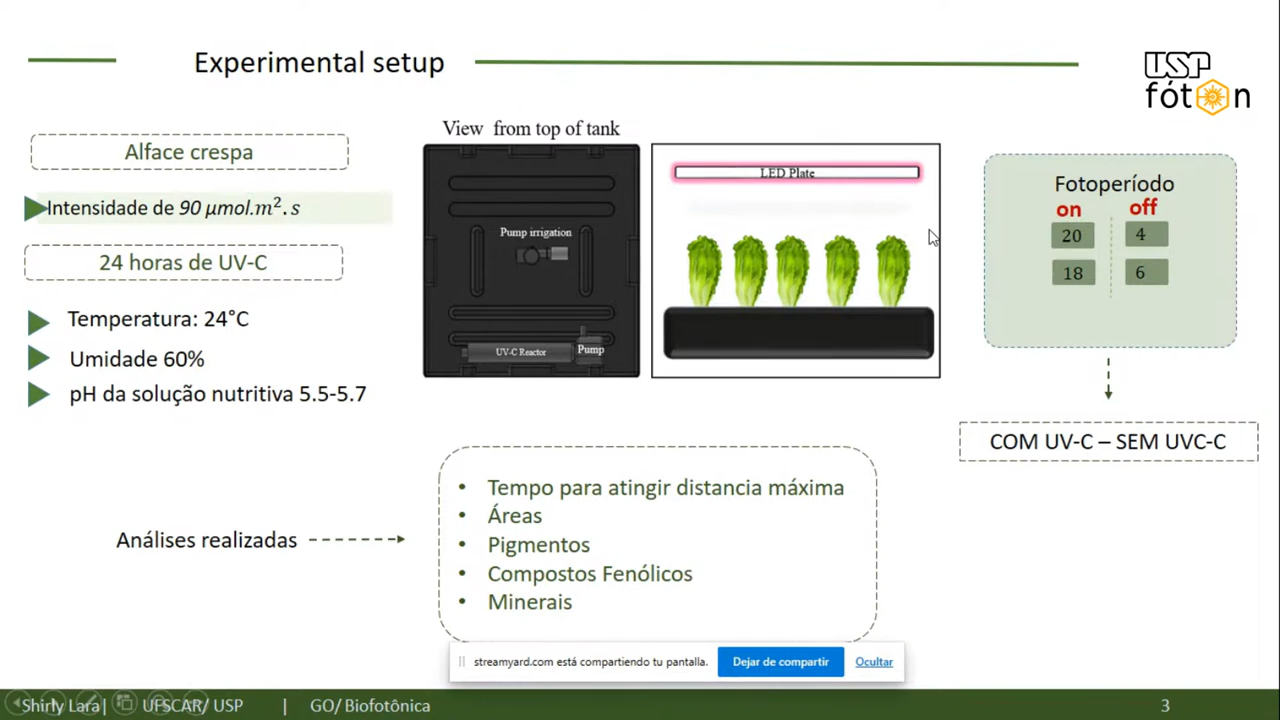 Experimental setup
USP
fóton
Alface crespa
Intensidade de 90 μmol.m².s
24 horas de UV-C
Temperatura: 24°C
Umidade 60%
pH da solução nutritiva 5.5-5.7
View from top of tank
Pump irrigation
UV-C Reactor
Pump
LED Plate
Fotoperíodo
on off
20 4
18 6
COM UV-C – SEM UVC-C
Análises realizadas
• Tempo para atingir distancia máxima
• Áreas
• Pigmentos
• Compostos Fenólicos
• Minerais
streamyard.com está compartiendo tu pantalla.
Dejar de compartir
Ocultar
Shirly Lara| UFSCAR/ USP | GO/ Biofotônica
3